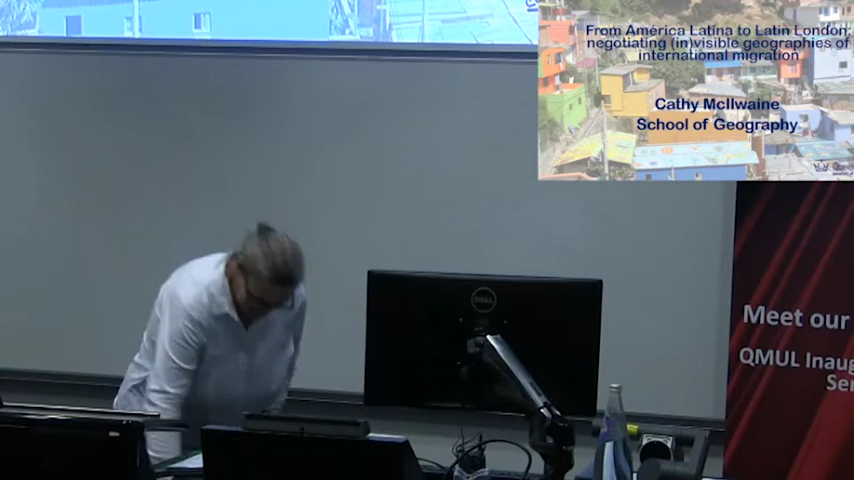 From América Latina to Latin London:
negotiating (in)visible geographies of
international migration
Cathy McIlwaine
School of Geography
DELL
Meet our
QMUL Inaug
Ser